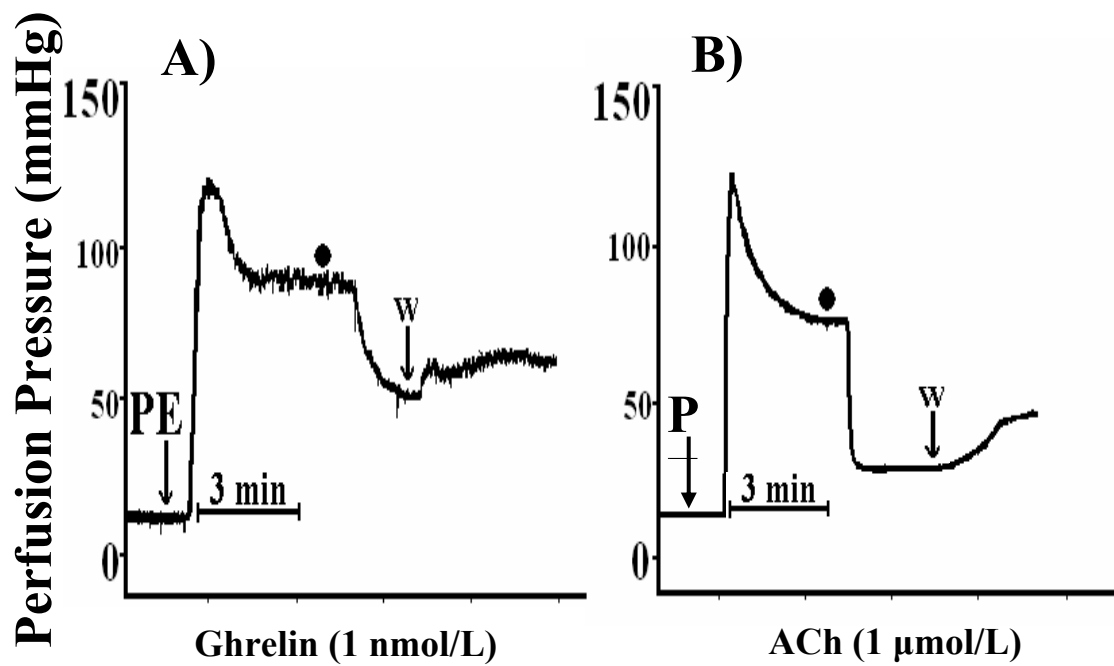 Perfusion Pressure (mmHg)
A)
150
100
50
0
PE
W
3 min
Ghrelin (1 nmol/L)
B)
150
100
50
0
P
W
3 min
ACh (1 µmol/L)